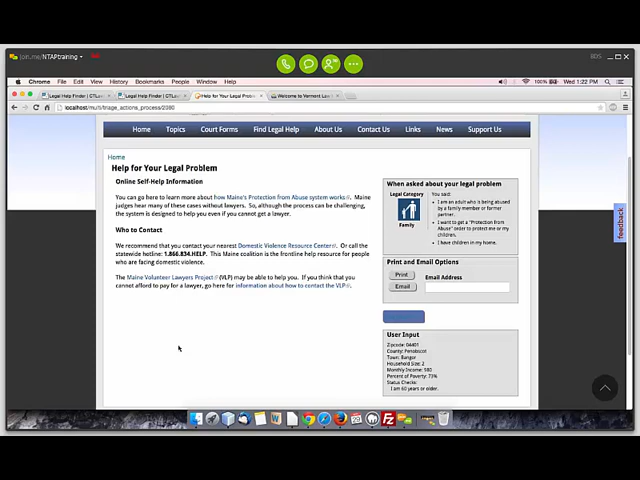 join.me/NTAPtraining
BDS
Chrome File Edit View History Bookmarks People Window Help
100% Wed 1:22 PM
Legal Help Finder | GTLaw
Legal Help Finder | GTLaw
Help for Your Legal Probl
Welcome to Vermont Law
localhost/multi/triage_actions_process/2980
Home Topics Court Forms Find Legal Help About Us Contact Us Links News Support Us
Home
Help for Your Legal Problem
Online Self-Help Information
You can go here to learn more about how Maine's Protection from Abuse system works. Maine
judges hear many of these cases without lawyers. So, although the process can be challenging,
the system is designed to help you even if you cannot get a lawyer.
Who to Contact
We recommend that you contact your nearest Domestic Violence Resource Center. Or call the
statewide hotline: 1.866.834.HELP. This Maine coalition is the frontline help resource for people
who are facing domestic violence.
The Maine Volunteer Lawyers Project (VLP) may be able to help you. If you think that you
cannot afford to pay for a lawyer, go here for information about how to contact the VLP.
When asked about your legal problem
Legal Category
Family
You said:
I am an adult who is being abused
by a family member or former
partner.
I want to get a "Protection from
Abuse" order to protect me or my
children.
I have children in my home.
Print and Email Options
Print
Email
Email Address
User Input
Zipcode: 04401
County: Penobscot
Town: Bangor
Household Size: 2
Monthly Income: 980
Percent of Poverty: 73%
Status Checks:
I am 60 years or older.
feedback